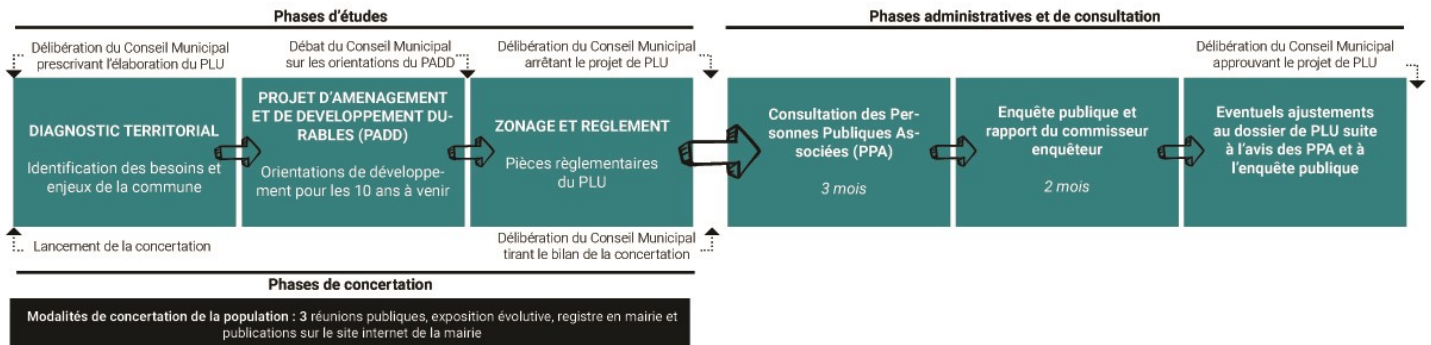 Phases d'études
Phases administratives et de consultation
Délibération du Conseil Municipal
prescrivant l'élaboration du PLU
Débat du Conseil Municipal
sur les orientations du PADD
Délibération du Conseil Municipal
arrêtant le projet de PLU
Délibération du Conseil Municipal
approuvant le projet de PLU
DIAGNOSTIC TERRITORIAL
Identification des besoins et
enjeux de la commune
PROJET D'AMENAGEMENT
ET DE DEVELOPPEMENT DU-
RABLES (PADD)
Orientations de développe-
ment pour les 10 ans à venir
ZONAGE ET REGLEMENT
Pièces règlementaires
du PLU
Consultation des Per-
sonnes Publiques As-
sociées (PPA)
3 mois
Enquête publique et
rapport du commisseur
enquêteur
2 mois
Eventuels ajustements
au dossier de PLU suite
à l'avis des PPA et à
l'enquête publique
Lancement de la concertation
Délibération du Conseil Municipal
tirant le bilan de la concertation
Phases de concertation
Modalités de concertation de la population : 3 réunions publiques, exposition évolutive, registre en mairie et
publications sur le site internet de la mairie